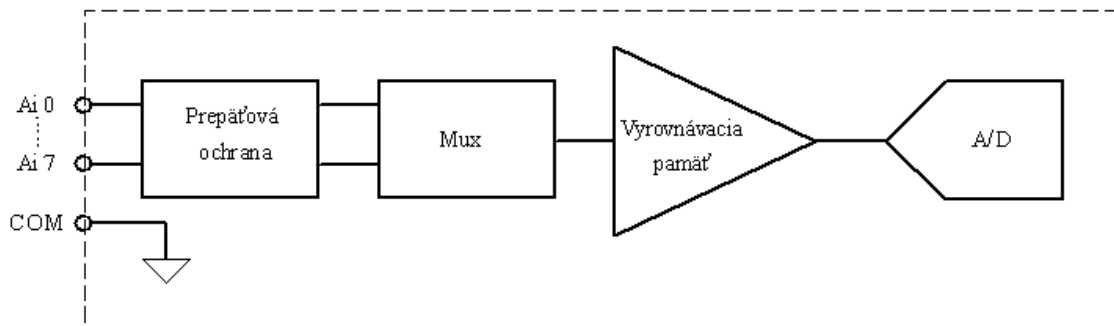 Ai 0
Ai 7
COM
Prepäťová
ochrana
Mux
Vyrovnávacia
pamäť
A/D